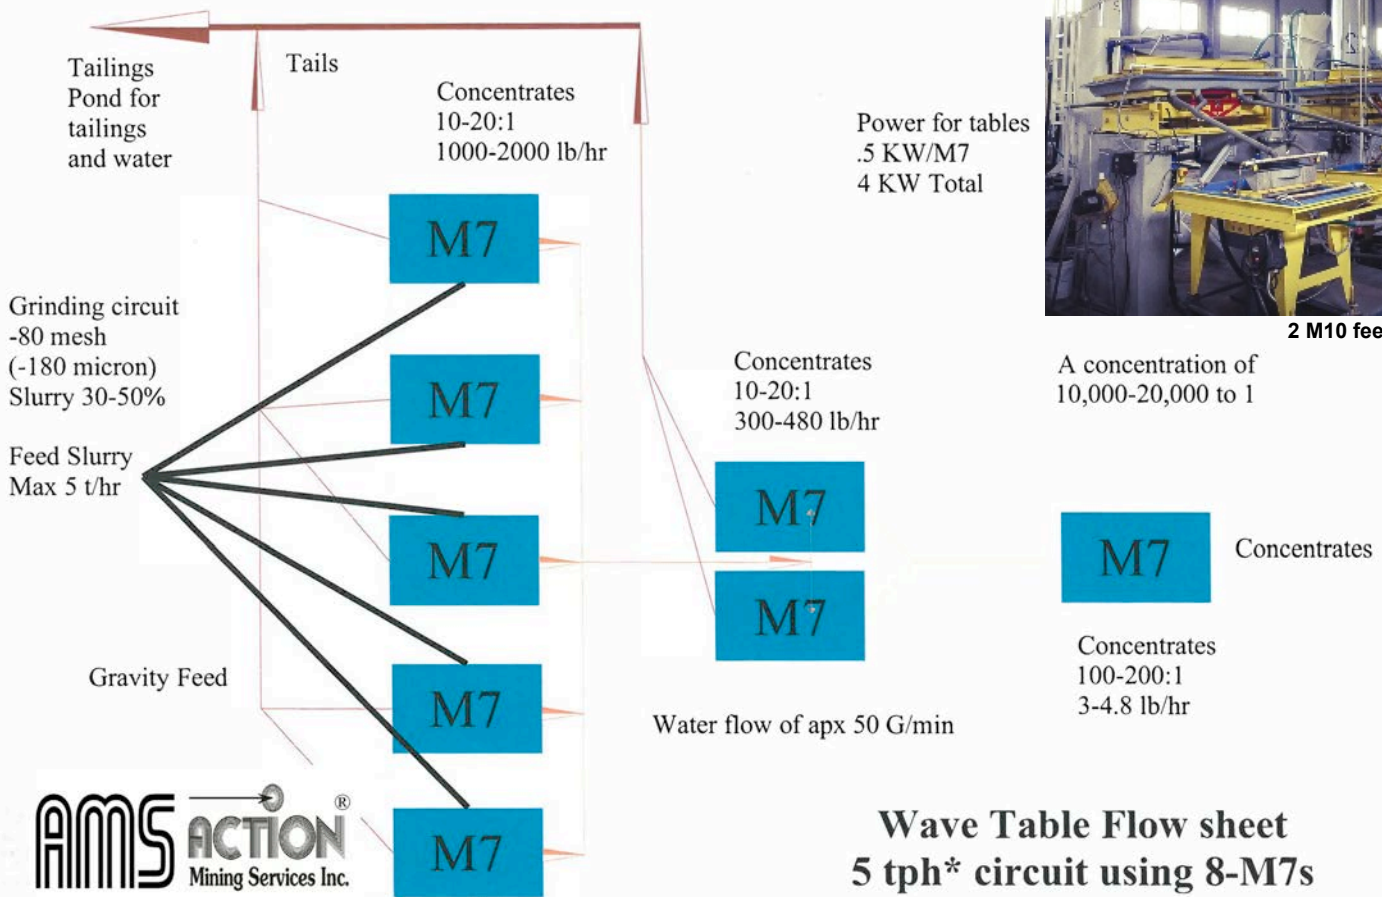 Tailings
Pond for
tailings
and water
Tails
Concentrates
10-20:1
1000-2000 lb/hr
Power for tables
.5 KW/M7
4 KW Total
2 M10 fee
Grinding circuit
-80 mesh
(-180 micron)
Slurry 30-50%
Feed Slurry
Max 5 t/hr
Gravity Feed
M7
M7
M7
M7
M7
Concentrates
10-20:1
300-480 lb/hr
M7
M7
Water flow of apx 50 G/min
A concentration of
10,000-20,000 to 1
M7
Concentrates
Concentrates
100-200:1
3-4.8 lb/hr
AMS ACTION ®
Mining Services Inc.
Wave Table Flow sheet
5 tph* circuit using 8-M7s